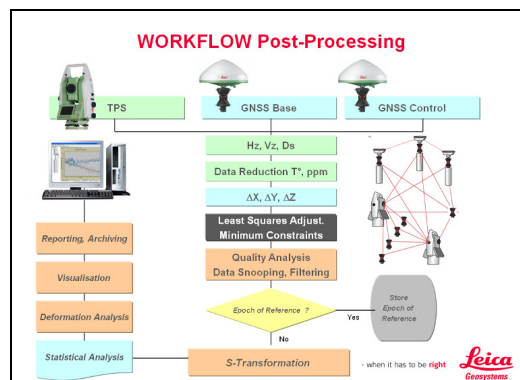 WORKFLOW Post-Processing
TPS
GNSS Base
GNSS Control
Hz, Vz, Ds
Data Reduction T°, ppm
ΔX, ΔY, ΔZ
Least Squares Adjust.
Minimum Constraints
Quality Analysis
Data Snooping, Filtering
Epoch of Reference ?
Yes
Store
Epoch of
Reference
No
S-Transformation
Reporting, Archiving
Visualisation
Deformation Analysis
Statistical Analysis
- when it has to be right
Leica
Geosystems